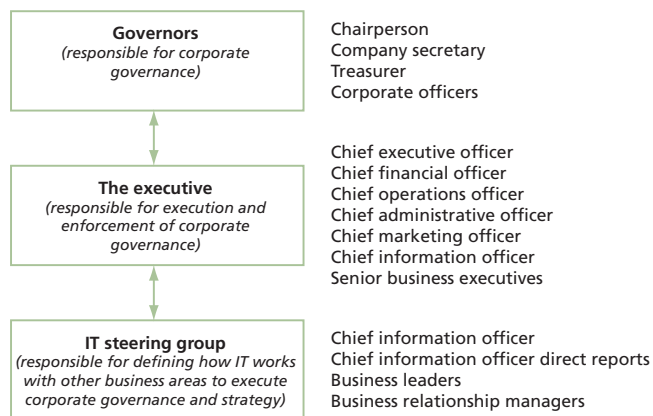 Governors
(responsible for corporate
governance)
Chairperson
Company secretary
Treasurer
Corporate officers
The executive
(responsible for execution and
enforcement of corporate
governance)
Chief executive officer
Chief financial officer
Chief operations officer
Chief administrative officer
Chief marketing officer
Chief information officer
Senior business executives
IT steering group
(responsible for defining how IT works
with other business areas to execute
corporate governance and strategy)
Chief information officer
Chief information officer direct reports
Business leaders
Business relationship managers